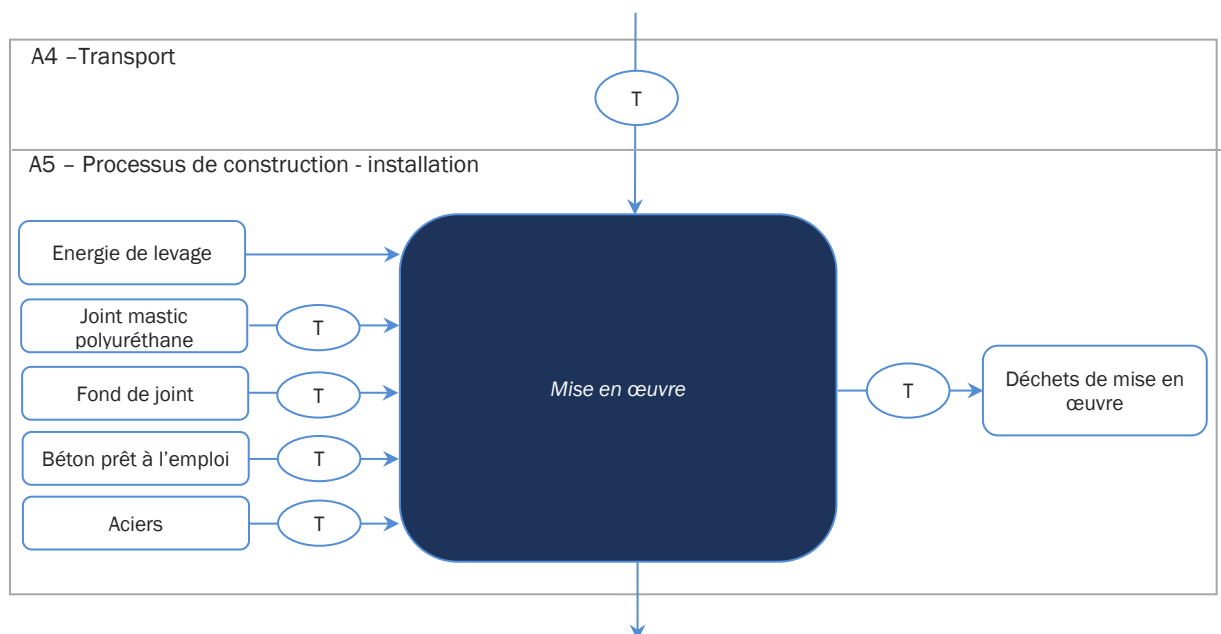 A4 –Transport
T
A5 – Processus de construction - installation
Energie de levage
Joint mastic
polyuréthane
T
Fond de joint
T
Béton prêt à l'emploi
T
Aciers
T
Mise en œuvre
T
Déchets de mise en
œuvre